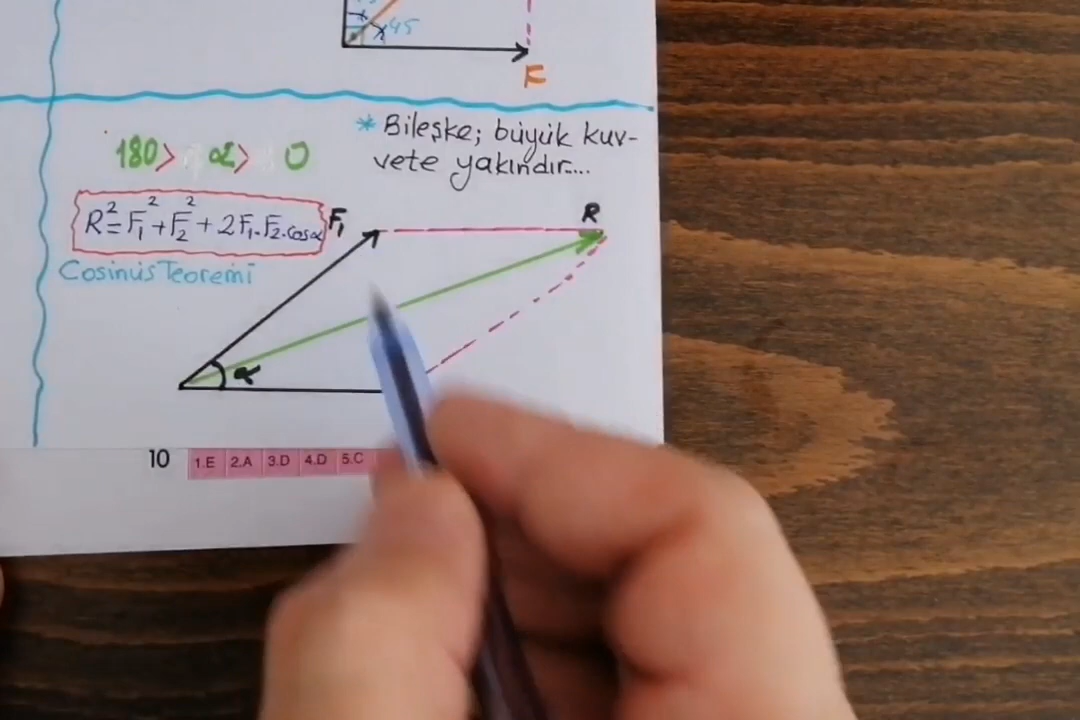 45
F
180 > α > 0
* Bileşke; büyük kuv-
vete yakındır....
R² = F₁² + F₂² + 2F₁.F₂.cosα
Cosinüs Teoremi
F₁
R
α
10 1.E 2.A 3.D 4.D 5.C